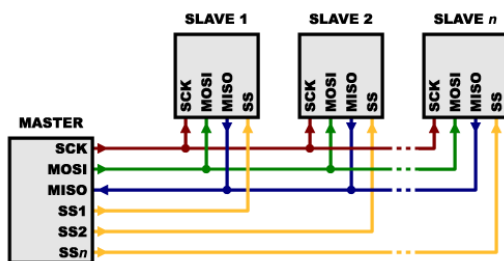 SLAVE 1 SLAVE 2 SLAVE n
SCK MOSI MISO SS SCK MOSI MISO SS SCK MOSI MISO SS
MASTER
SCK
MOSI
MISO
SS1
SS2
SSn